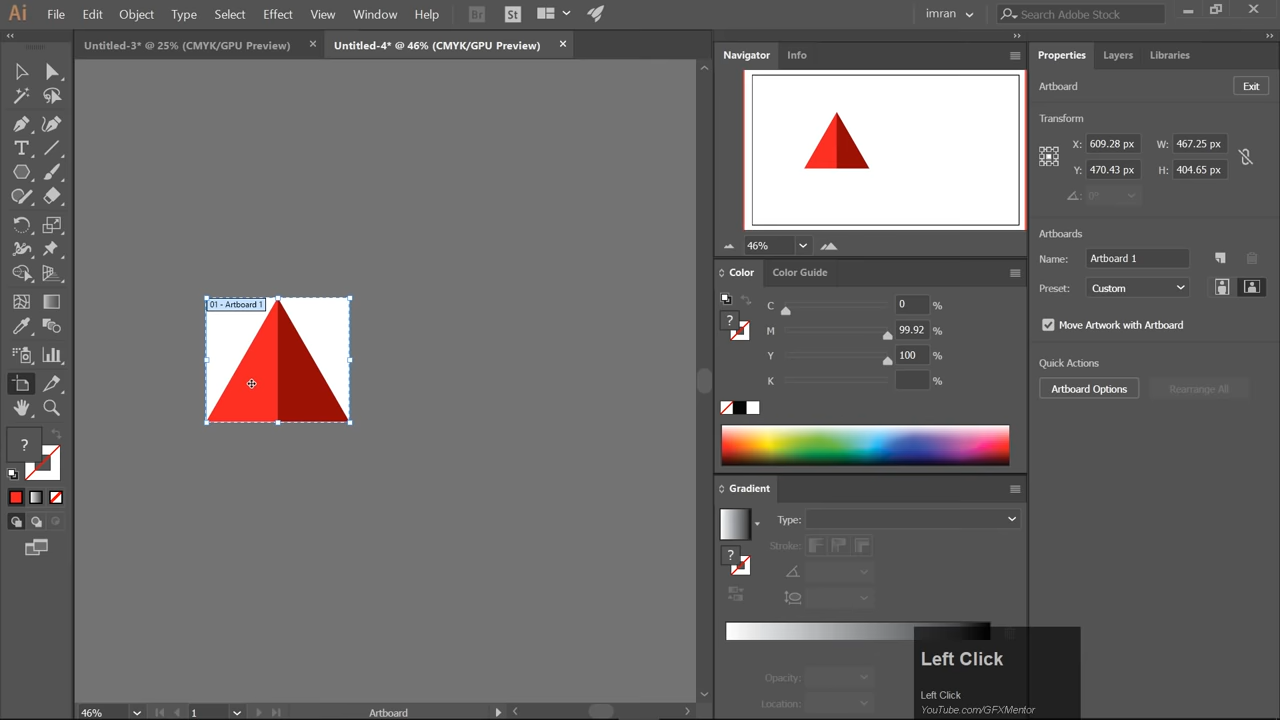 Ai File Edit Object Type Select Effect View Window Help Br St imran Search Adobe Stock
Untitled-3* @ 25% (CMYK/GPU Preview) Untitled-4* @ 46% (CMYK/GPU Preview)
Navigator Info
Properties Layers Libraries
Artboard Exit
Transform
X: 609.28 px W: 467.25 px
Y: 470.43 px H: 404.65 px
0°
Artboards
Name: Artboard 1
Preset: Custom
Move Artwork with Artboard
Quick Actions
Artboard Options Rearrange All
46%
Color Color Guide
C 0 %
M 99.92 %
Y 100 %
K %
?
01 - Artboard 1
?
Gradient
Type:
Stroke:
?
Opacity:
Location:
Left Click
Left Click
YouTube.com/GFXMentor
46% 1 Artboard